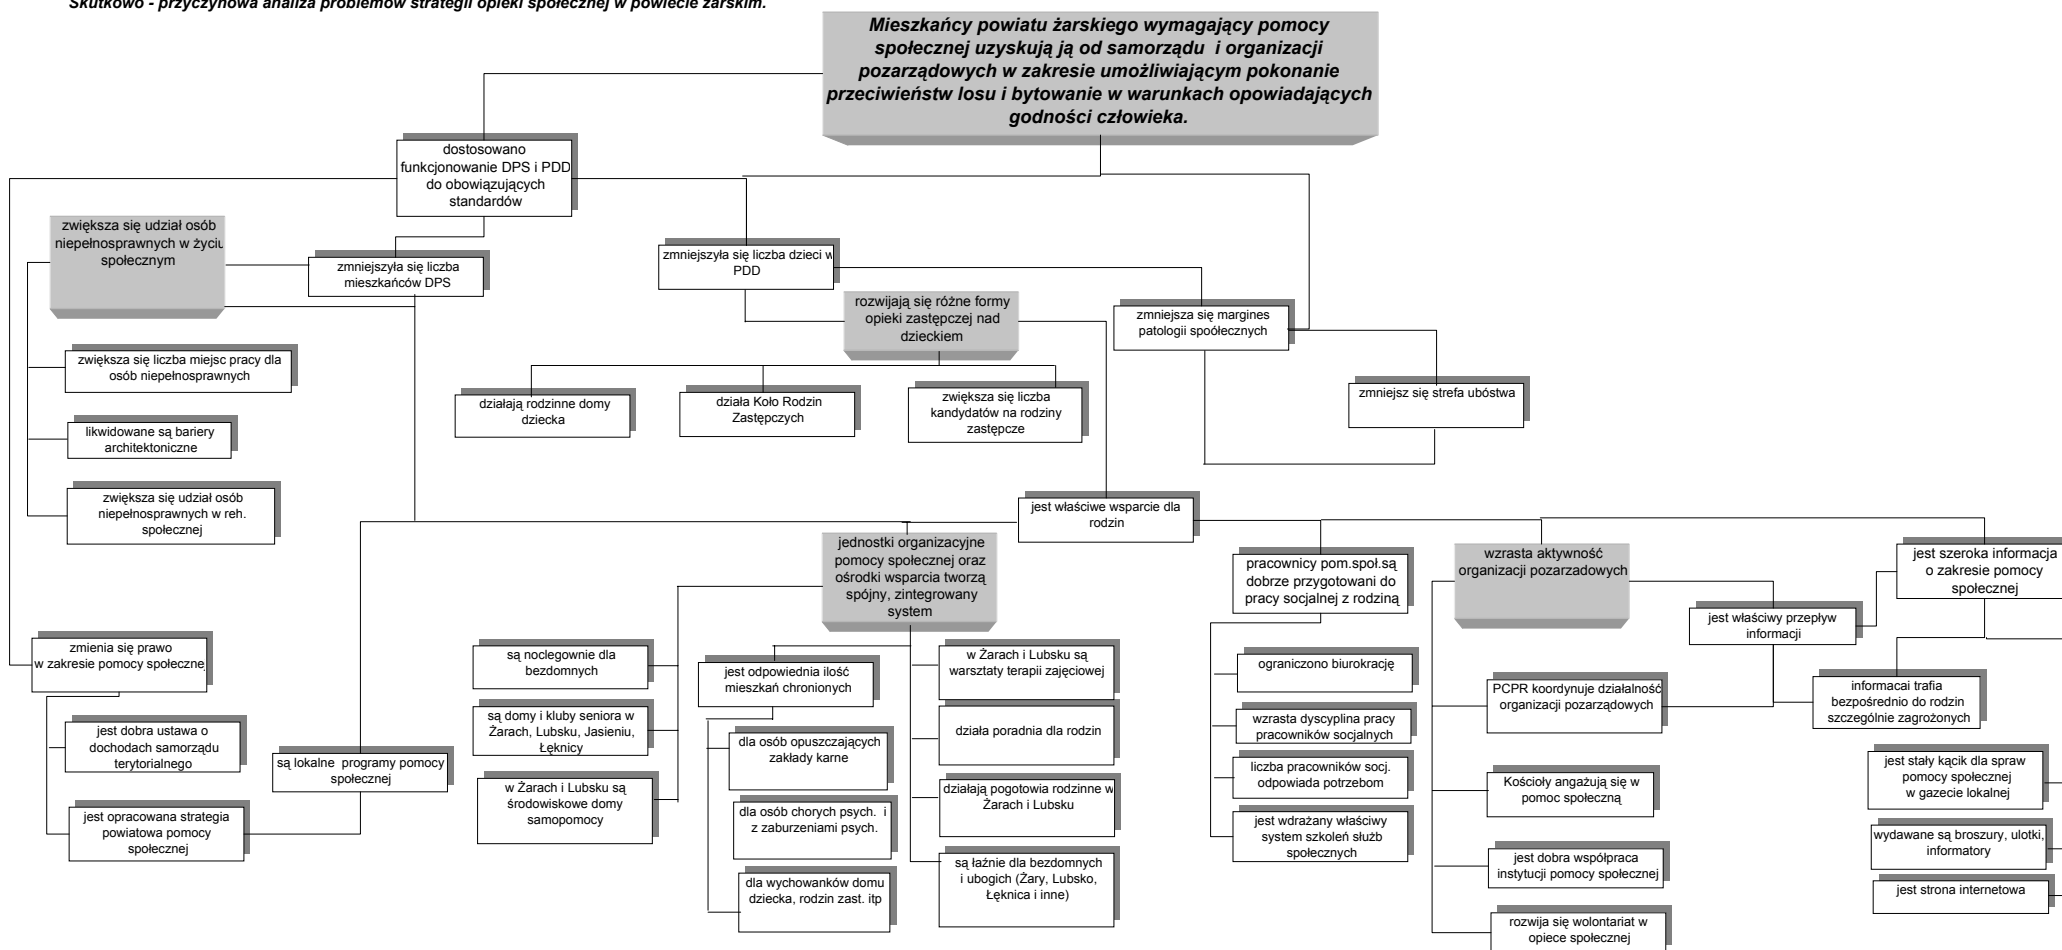 Skutkowo - przyczynowa analiza problemów strategii opieki społecznej w powiecie żarskim.
Mieszkańcy powiatu żarskiego wymagający pomocy
społecznej uzyskują ją od samorządu i organizacji
pozarządowych w zakresie umożliwiającym pokonanie
przeciwieństw losu i bytowanie w warunkach opowiadających
godności człowieka.
dostosowano
funkcjonowanie DPS i PDD
do obowiązujących
standardów
zwiększa się udział osób
niepełnosprawnych w życiu
społecznym
zmniejszyła się liczba
mieszkańców DPS
zmniejszyła się liczba dzieci w
PDD
rozwijają się różne formy
opieki zastępczej nad
dzieckiem
zmniejsza się margines
patologii spoółecznych
zwiększa się liczba miejsc pracy dla
osób niepełnosprawnych
działają rodzinne domy
dziecka
działa Koło Rodzin
Zastępczych
zwiększa się liczba
kandydatów na rodziny
zastępcze
zmniejsz się strefa ubóstwa
likwidowane są bariery
architektoniczne
zwiększa się udział osób
niepełnosprawnych w reh.
społecznej
jest właściwe wsparcie dla
rodzin
jednostki organizacyjne
pomocy społecznej oraz
ośrodki wsparcia tworzą
spójny, zintegrowany
system
pracownicy pom.społ.są
dobrze przygotowani do
pracy socjalnej z rodziną
wzrasta aktywność
organizacji pozarzadowych
jest szeroka informacja
o zakresie pomocy
społecznej
jest właściwy przepływ
informacji
zmienia się prawo
w zakresie pomocy społecznej
są noclegownie dla
bezdomnych
jest odpowiednia ilość
mieszkań chronionych
w Żarach i Lubsku są
warsztaty terapii zajęciowej
ograniczono biurokrację
PCPR koordynuje działalność
organizacji pozarządowych
informacai trafia
bezpośrednio do rodzin
szczególnie zagrożonych
jest dobra ustawa o
dochodach samorządu
terytorialnego
są lokalne programy pomocy
społecznej
są domy i kluby seniora w
Żarach, Lubsku, Jasieniu,
Łęknicy
dla osób opuszczających
zakłady karne
działa poradnia dla rodzin
wzrasta dyscyplina pracy
pracowników socjalnych
liczba pracowników socj.
odpowiada potrzebom
Kościoły angażują się w
pomoc społeczną
jest stały kącik dla spraw
pomocy społecznej
w gazecie lokalnej
jest opracowana strategia
powiatowa pomocy
społecznej
w Żarach i Lubsku są
środowiskowe domy
samopomocy
dla osób chorych psych. i
z zaburzeniami psych.
działają pogotowia rodzinne w
Żarach i Lubsku
jest wdrażany właściwy
system szkoleń służb
społecznych
wydawane są broszury, ulotki,
informatory
dla wychowanków domu
dziecka, rodzin zast. itp
są łaźnie dla bezdomnych
i ubogich (Żary, Lubsko,
Łęknica i inne)
jest dobra współpraca
instytucji pomocy społecznej
jest strona internetowa
rozwija się wolontariat w
opiece społecznej